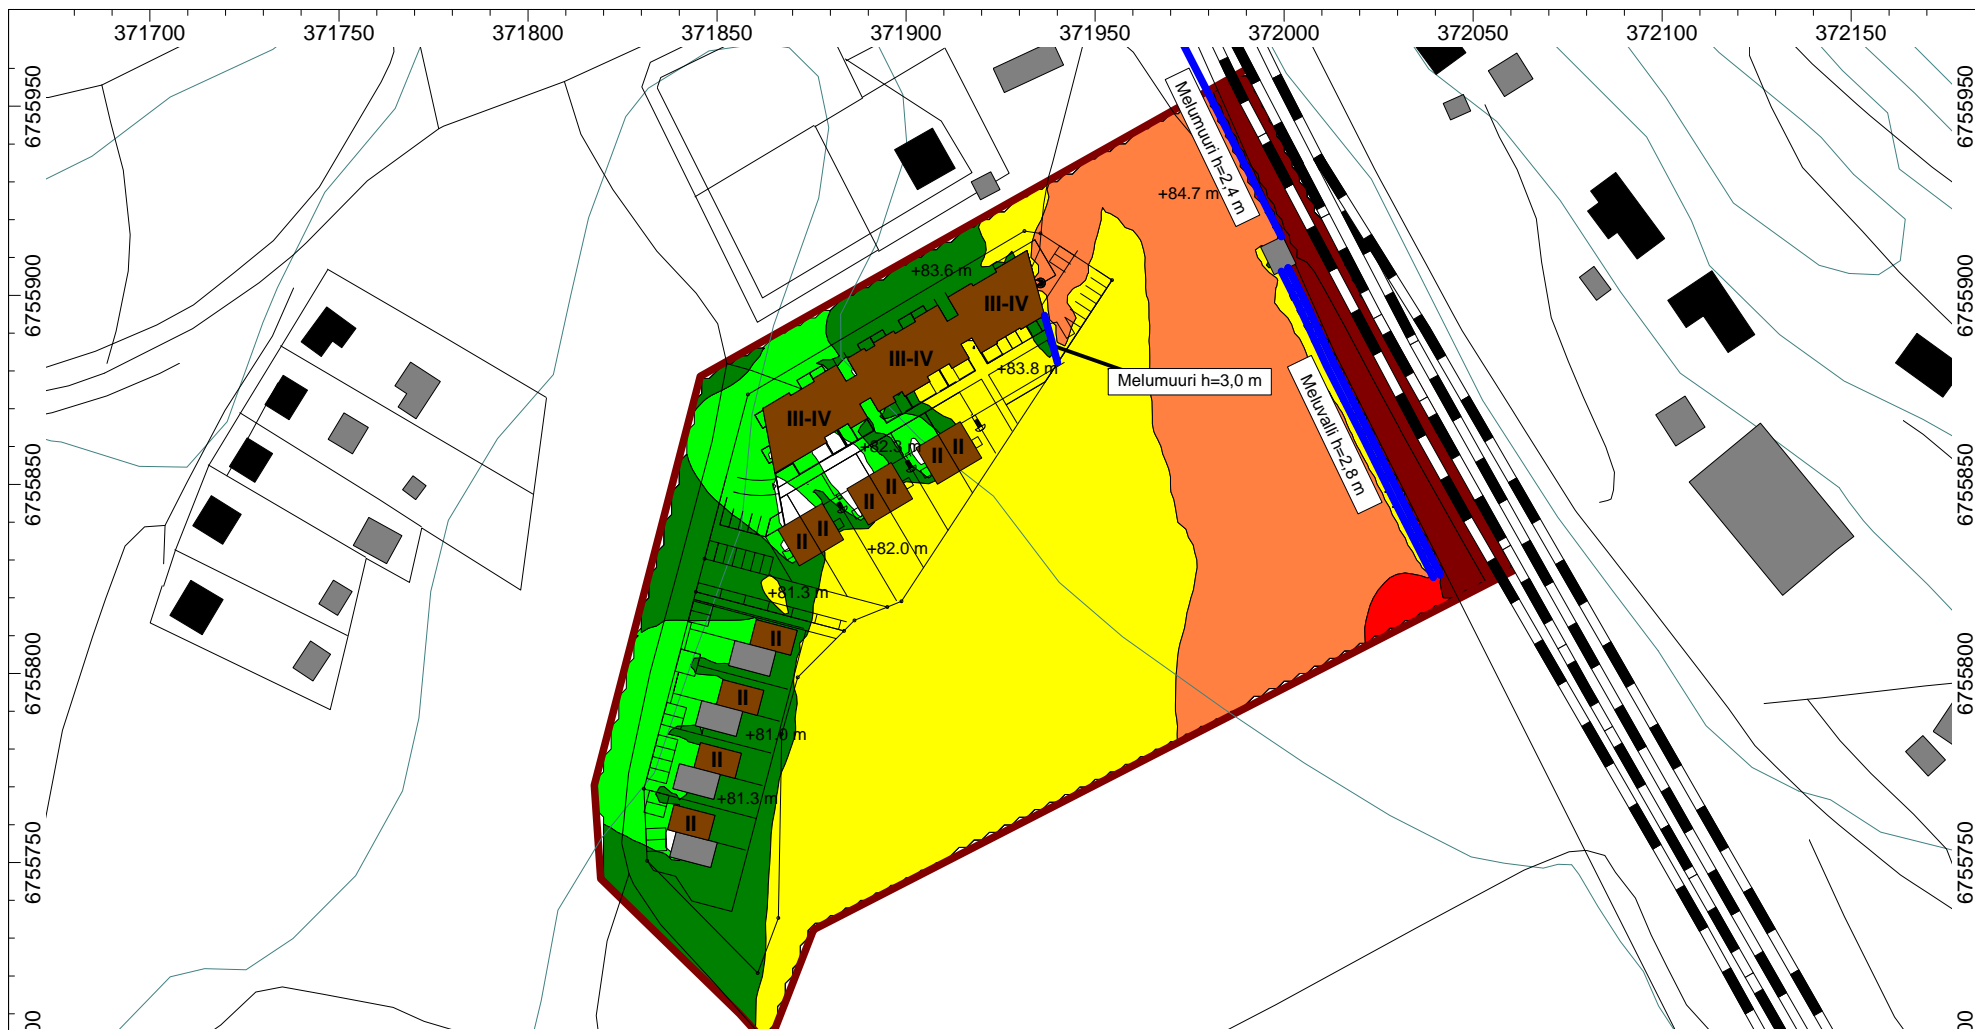 371700 371750 371800 371850 371900 371950 372000 372050 372100 372150
6755950 6755950
Melumuuri h=2,4 m
+84.7 m
6755900 6755900
+83.6 m
III-IV
III-IV
+83.8 m
Melumuuri h=3,0 m
III-IV
Meluvalli h=2,8 m
6755850 6755850
+82.3 m
II II
II II
II II
+82.0 m
+81.3 m
6755800 6755800
II
II
+81.0 m
II
+81.3 m
II
6755750 6755750
00 00